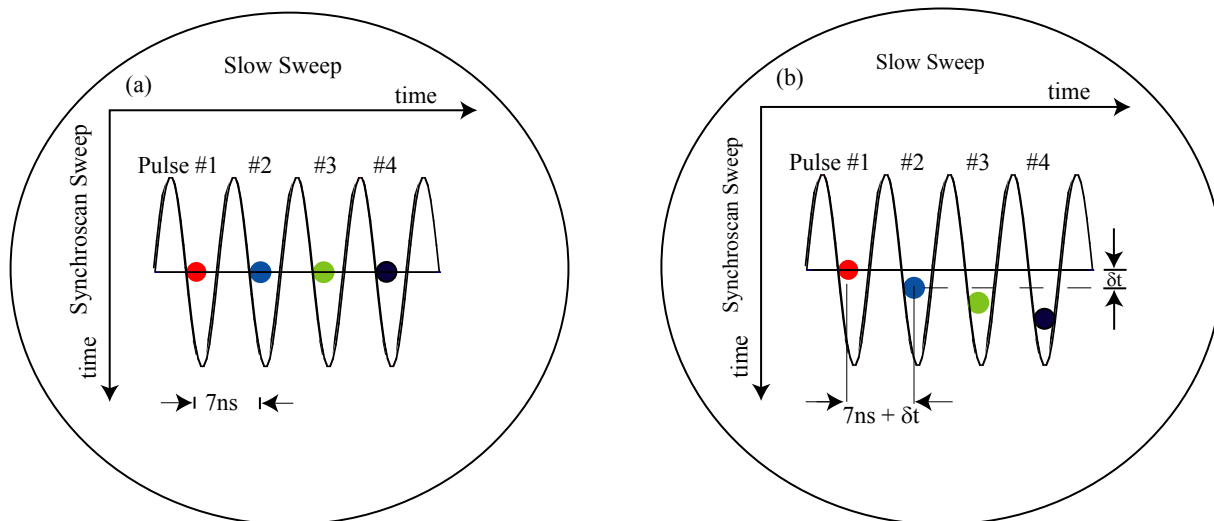 (a)
Slow Sweep
time
Synchroscan Sweep
time
Pulse #1 #2 #3 #4
7ns
(b)
Slow Sweep
time
Synchroscan Sweep
time
Pulse #1 #2 #3 #4
δt
7ns + δt